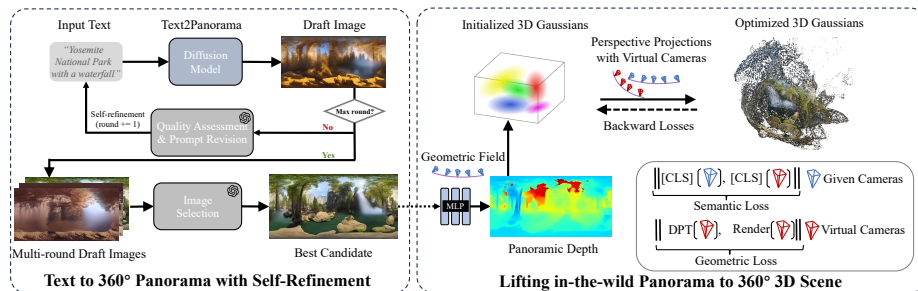 Input Text
Text2Panorama
Draft Image
“Yosemite
National Park
with a waterfall”
Diffusion
Model
Max round?
Self-refinement
(round += 1)
Quality Assessment
& Prompt Revision
No
Yes
Image
Selection
Multi-round Draft Images
Best Candidate
Text to 360° Panorama with Self-Refinement
Initialized 3D Gaussians
Optimized 3D Gaussians
Perspective Projections
with Virtual Cameras
Backward Losses
Geometric Field
MLP
Panoramic Depth
||[CLS] ( ), [CLS] ( )|| Given Cameras
Semantic Loss
|| DPT( ), Render( )|| Virtual Cameras
Geometric Loss
Lifting in-the-wild Panorama to 360° 3D Scene